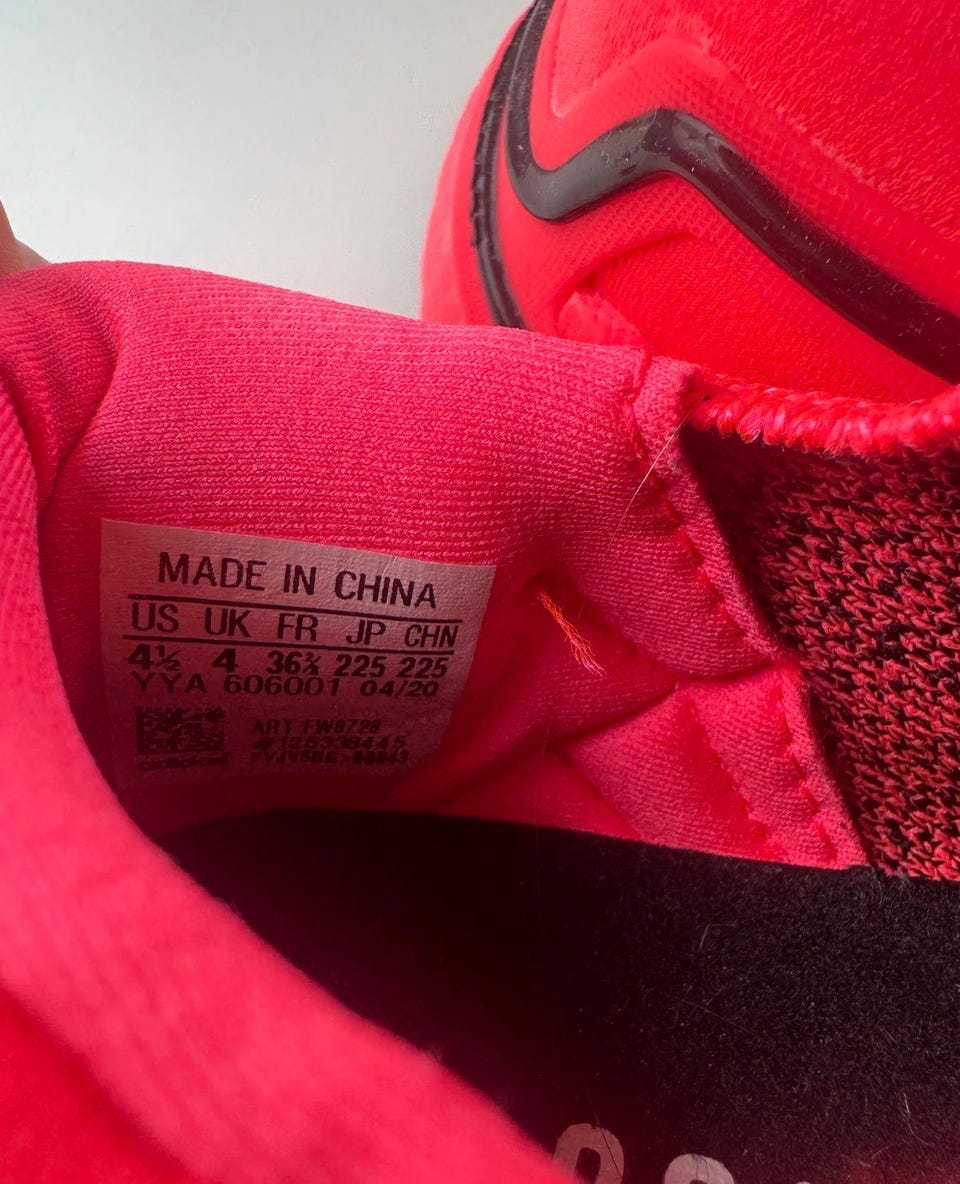 MADE IN CHINA
US UK FR JP CHN
4½ 4 36⅔ 225 225
YYA 606001 04/20
ART FW8728
adidas